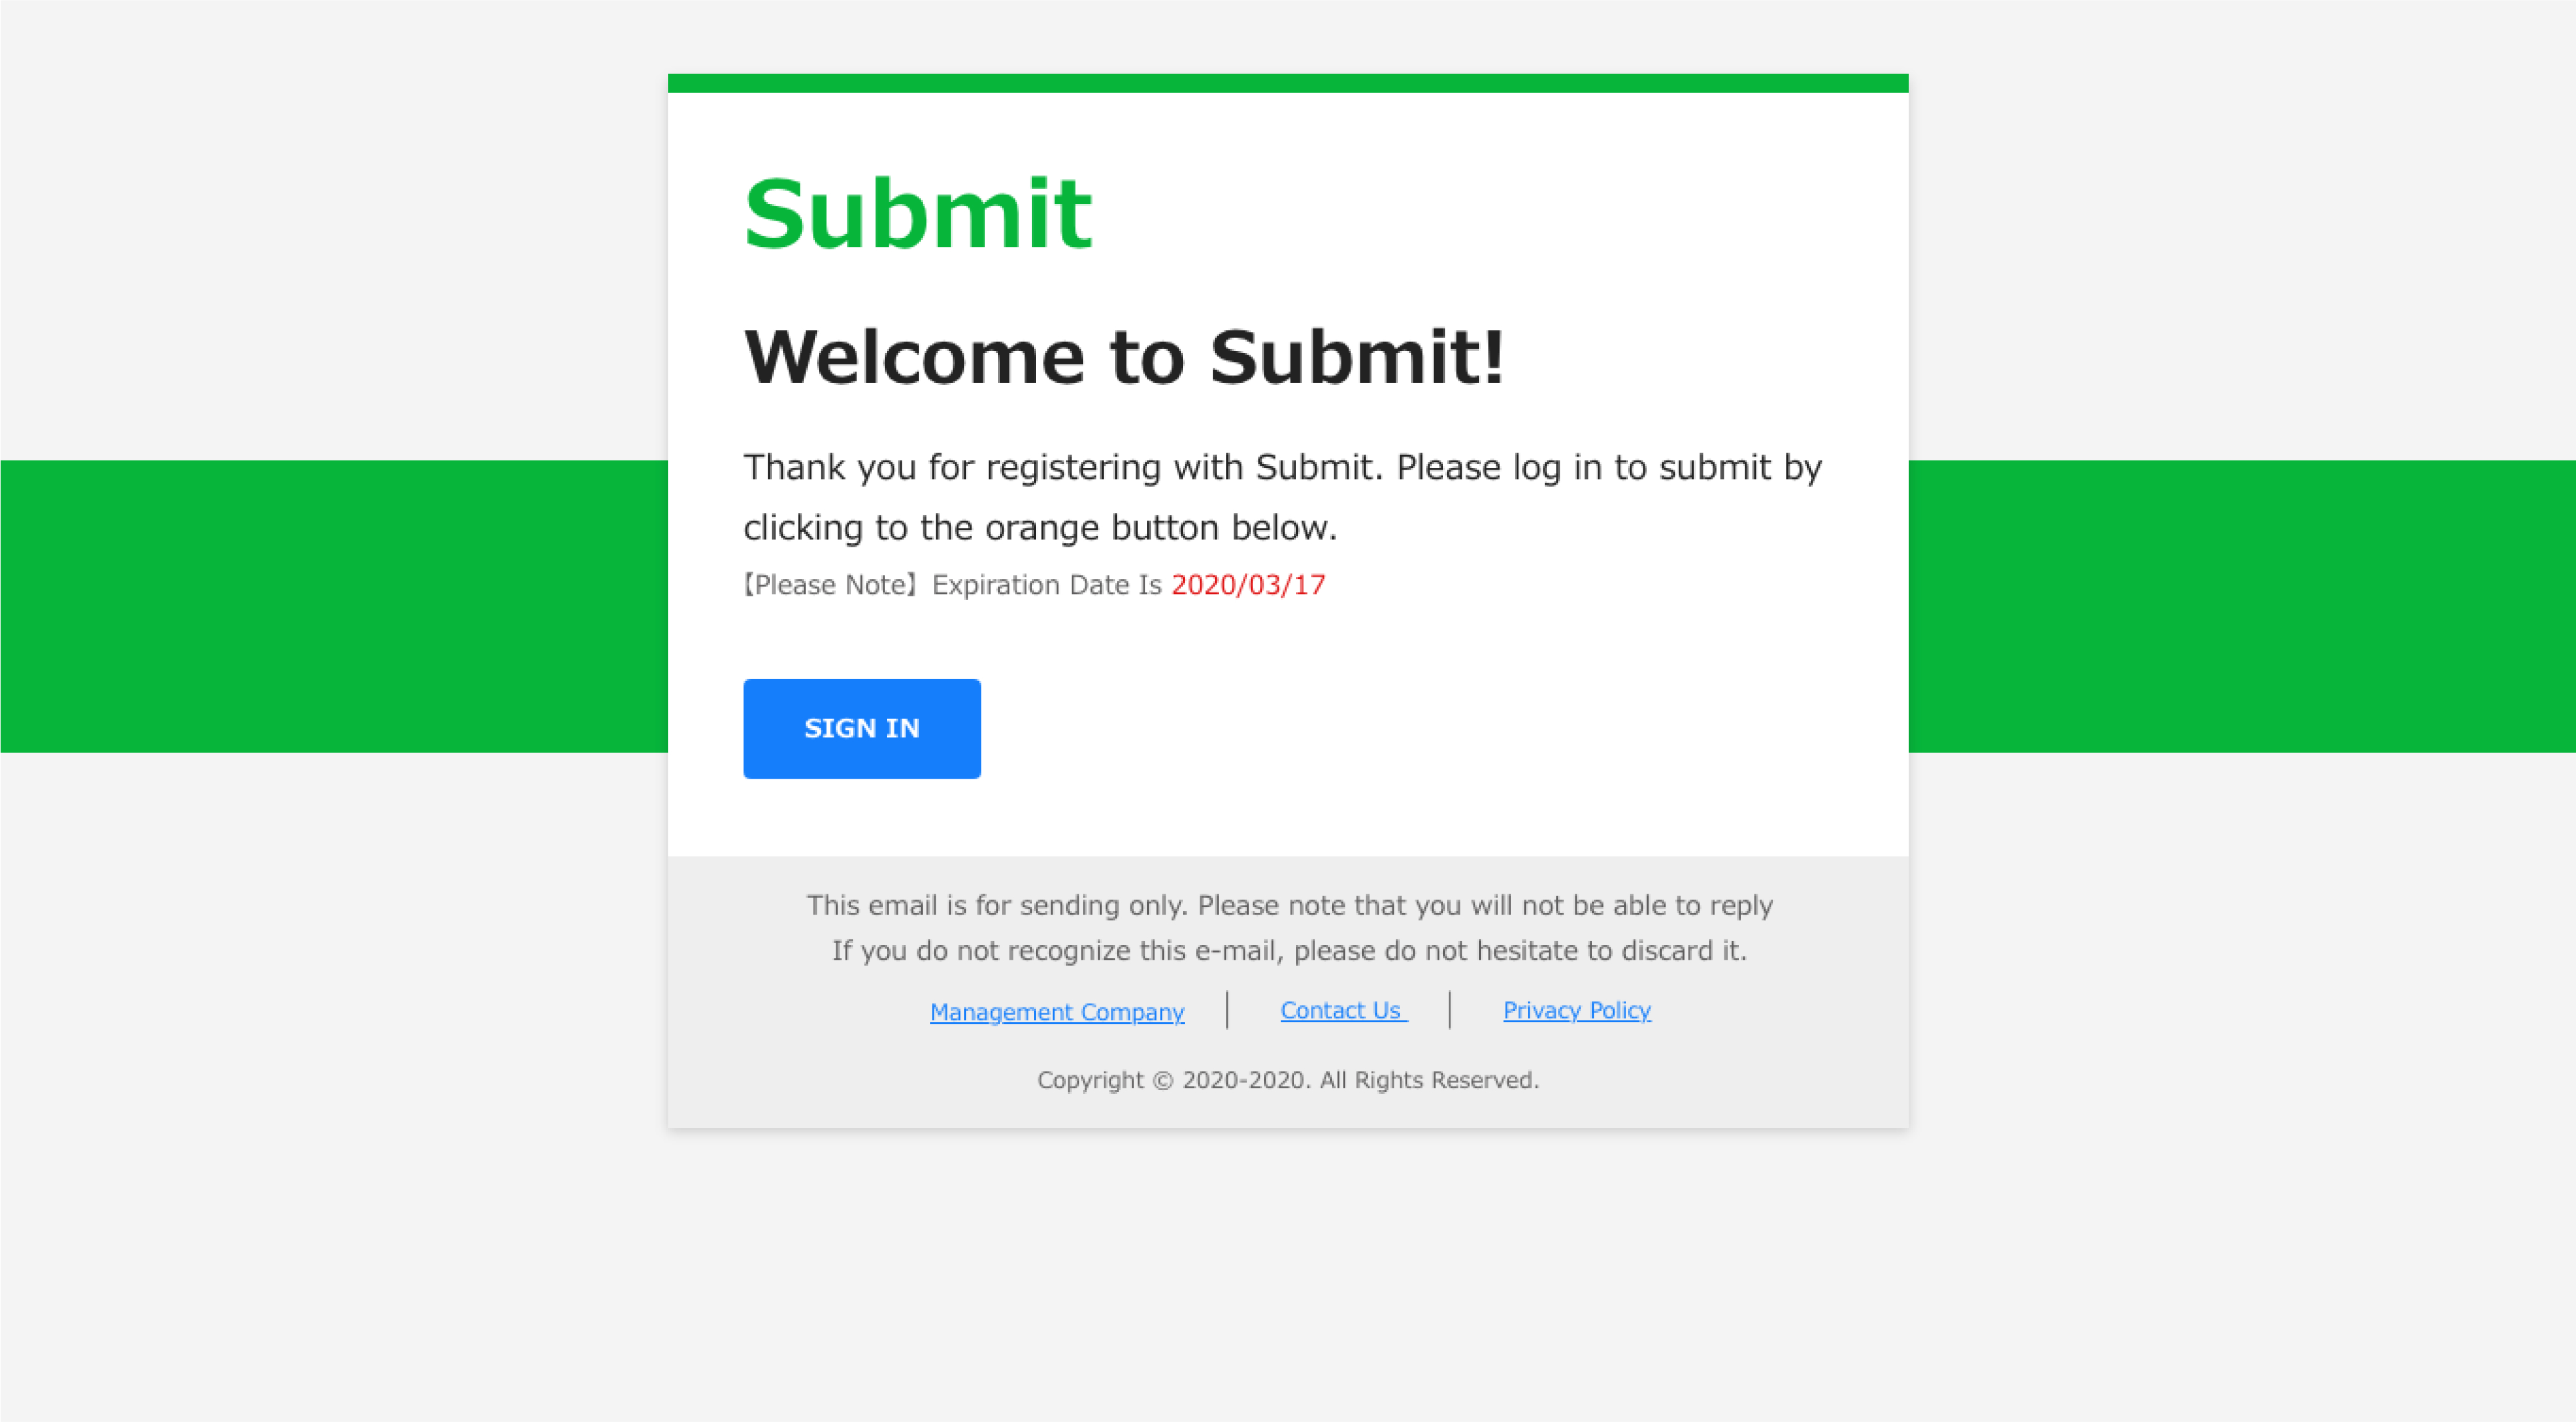 Submit
Welcome to Submit!
Thank you for registering with Submit. Please log in to submit by
clicking to the orange button below.
【Please Note】 Expiration Date Is 2020/03/17
SIGN IN
This email is for sending only. Please note that you will not be able to reply
If you do not recognize this e-mail, please do not hesitate to discard it.
Management Company | Contact Us | Privacy Policy
Copyright © 2020-2020. All Rights Reserved.